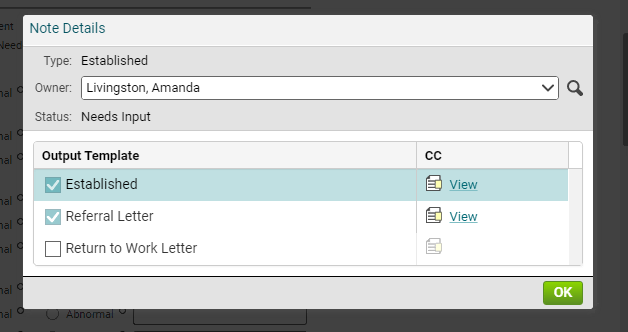 Note Details
Type: Established
Owner: Livingston, Amanda
Status: Needs Input
Output Template CC
Established View
Referral Letter View
Return to Work Letter
OK
Abnormal